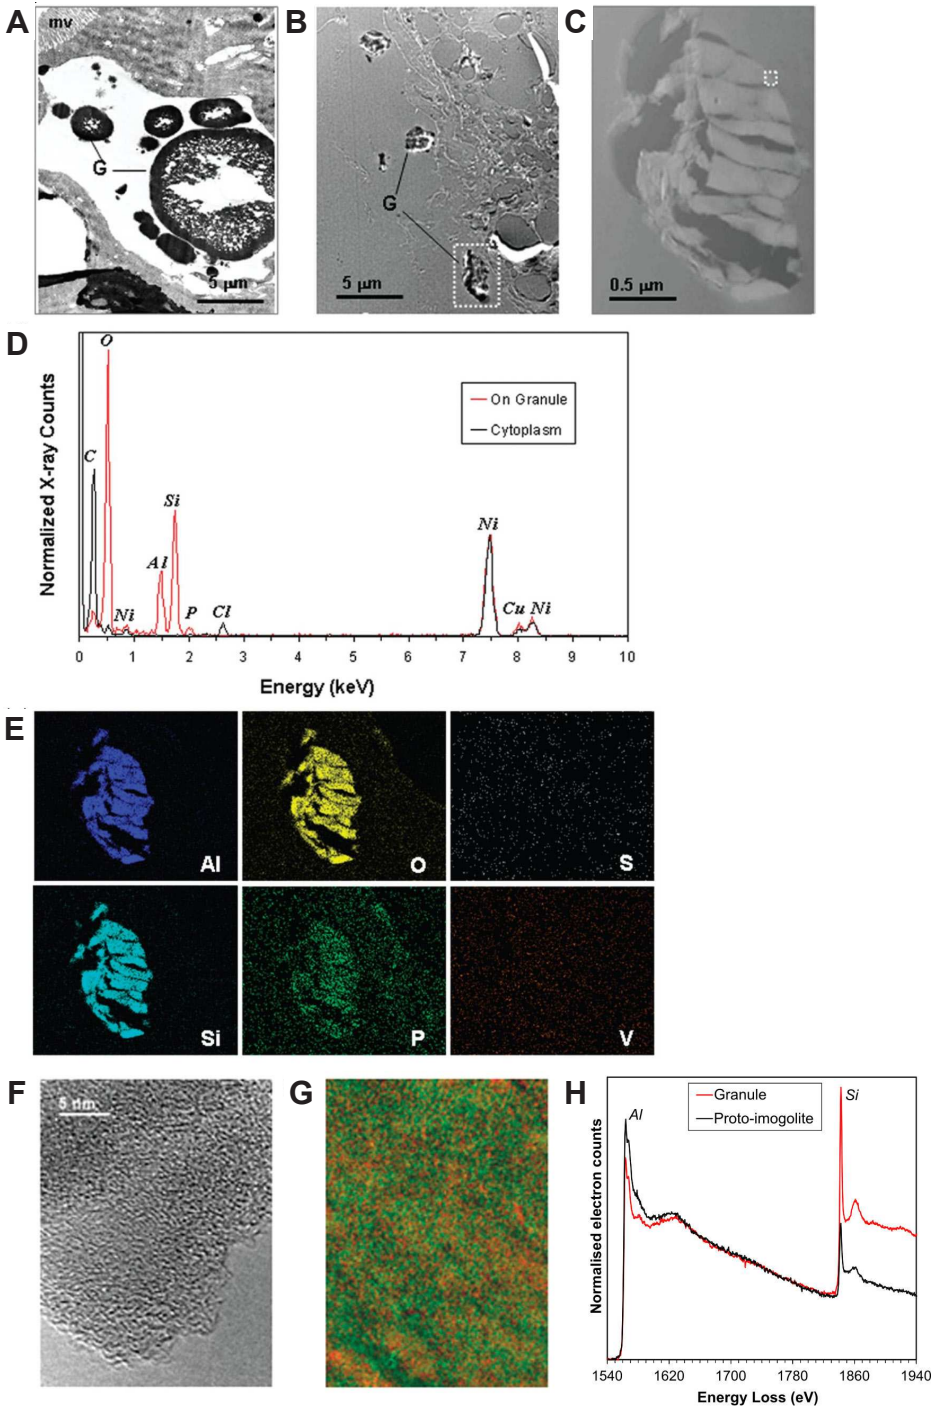 A
mv
G
5 µm
B
G
5 µm
C
0.5 µm
D
Normalized X-ray Counts
O
C
Ni
Al
Si
P
Cl
Ni
Cu
Ni
On Granule
Cytoplasm
0 1 2 3 4 5 6 7 8 9 10
Energy (keV)
E
Al
O
S
Si
P
V
F
5 nm
G
H
Normalised electron counts
Al
Granule
Proto-imogolite
Si
1540 1620 1700 1780 1860 1940
Energy Loss (eV)